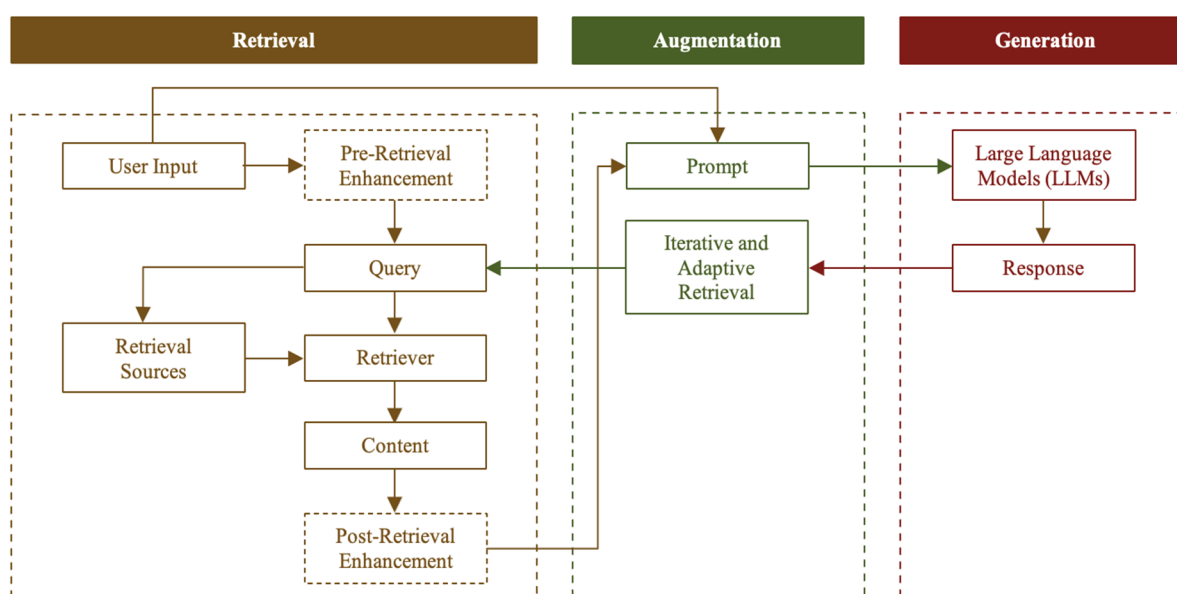 Retrieval
Augmentation
Generation
User Input
Pre-Retrieval
Enhancement
Query
Retrieval
Sources
Retriever
Content
Post-Retrieval
Enhancement
Prompt
Iterative and
Adaptive
Retrieval
Large Language
Models (LLMs)
Response